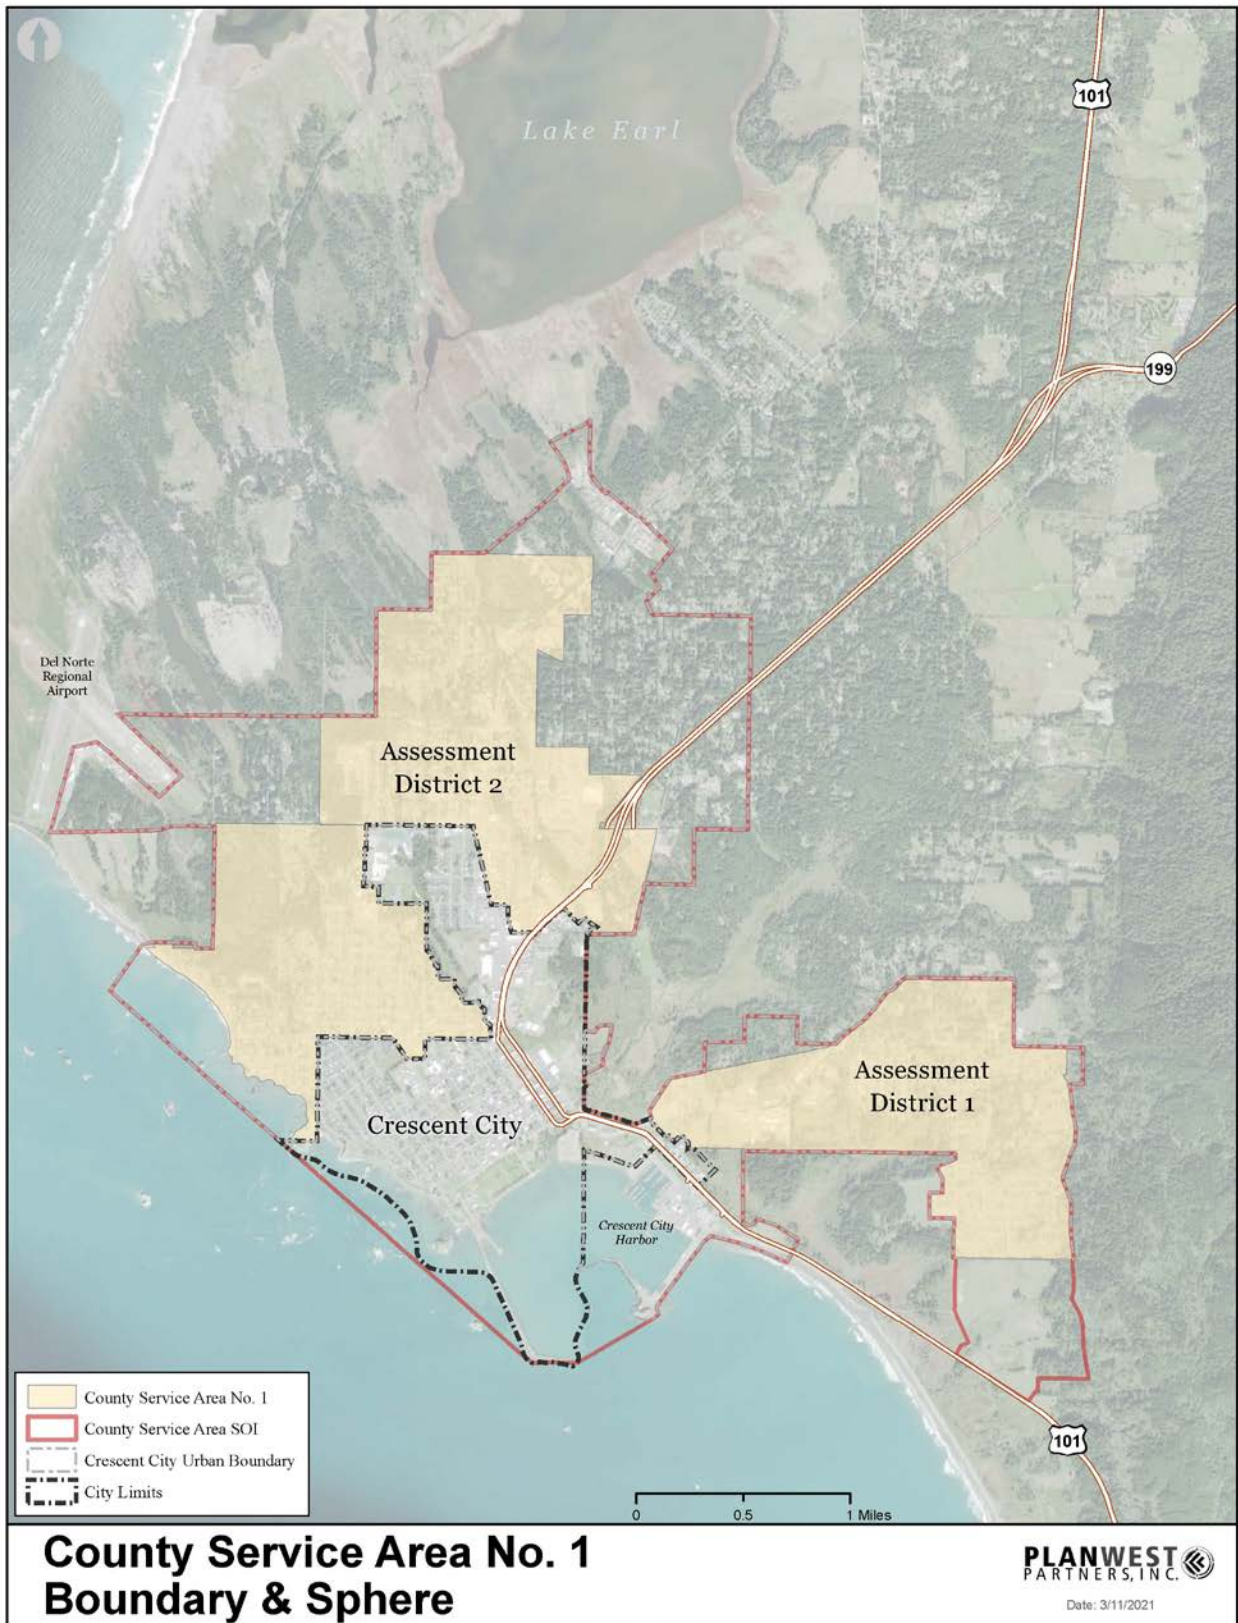 Lake Earl
101
199
Del Norte
Regional
Airport
Assessment
District 2
Assessment
District 1
Crescent City
Crescent City
Harbor
101
County Service Area No. 1
County Service Area SOI
Crescent City Urban Boundary
City Limits
0 0.5 1 Miles
County Service Area No. 1
Boundary & Sphere
PLANWEST
PARTNERS, INC.
Date: 3/11/2021